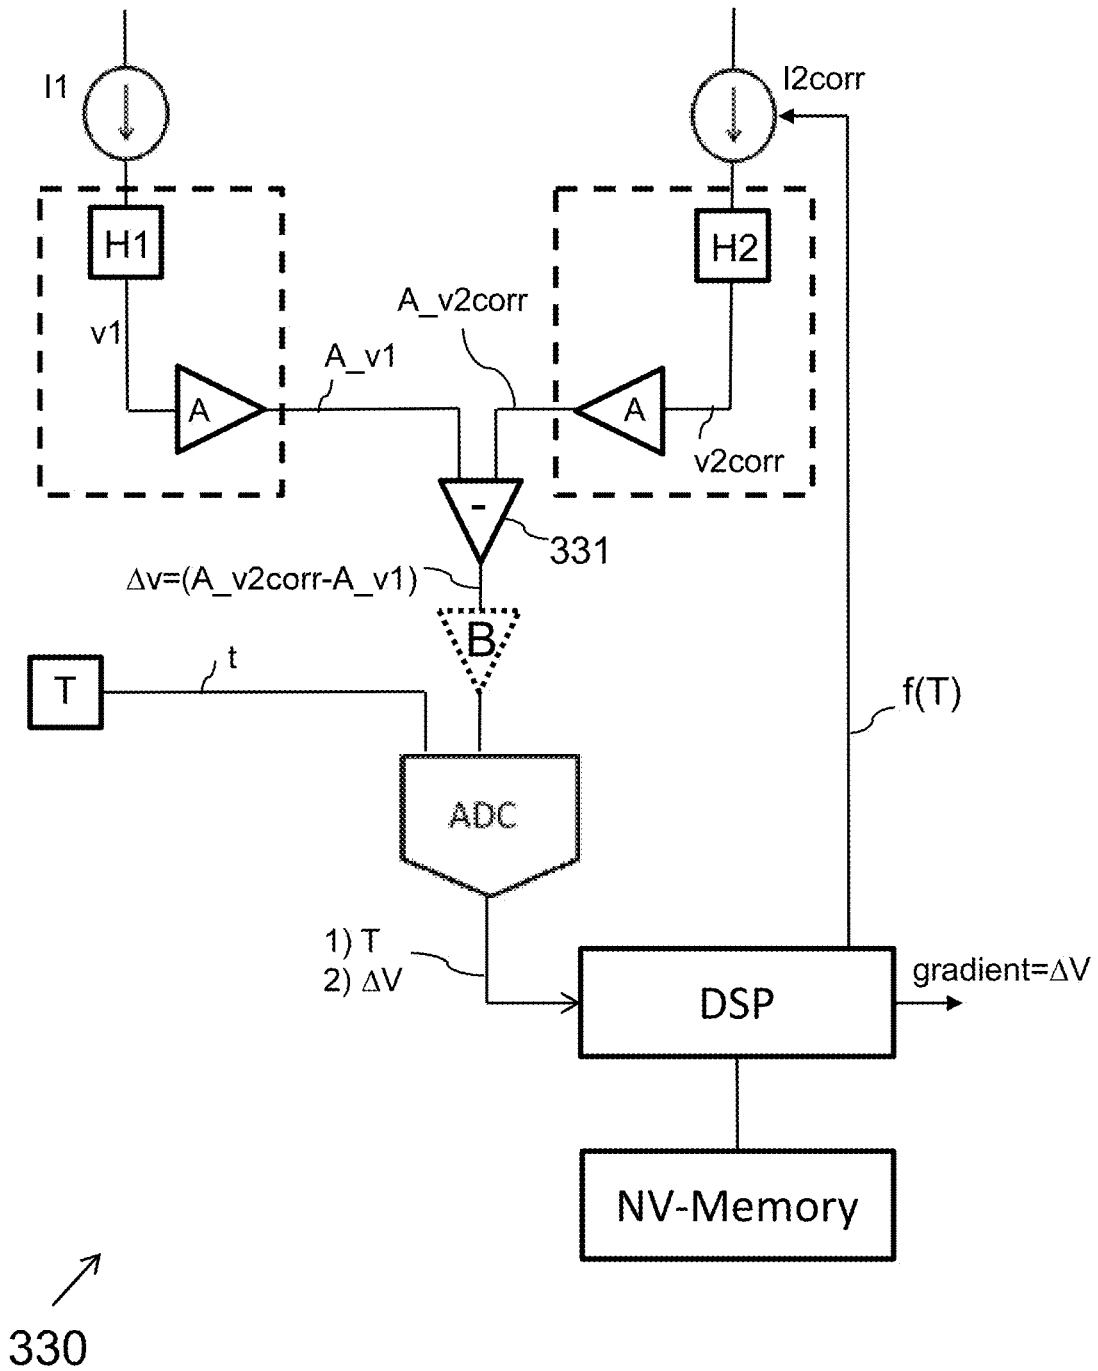 I1
I2corr
H1
H2
A_v2corr
v1
A_v1
A
A
v2corr
-
331
Δv=(A_v2corr-A_v1)
B
t
T
f(T)
ADC
1) T
2) ΔV
gradient=ΔV
DSP
NV-Memory
330